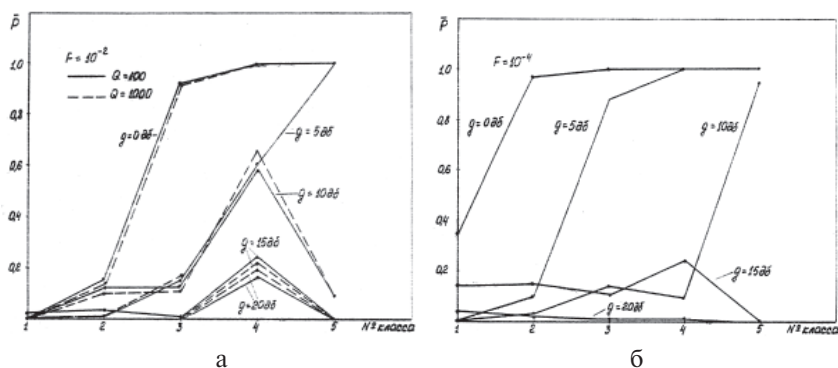 P̄
F = 10⁻²
Q = 100
Q = 1000
1,0
0,8
0,6
0,4
0,2
g = 0 дб
g = 5 дб
g = 10 дб
g = 15 дб
g = 20 дб
1 2 3 4 5 № класса
а
P̄
F = 10⁻⁴
1,0
0,8
0,6
0,4
0,2
g = 0 дб
g = 5 дб
g = 10 дб
g = 15 дб
g = 20 дб
1 2 3 4 5 № класса
б